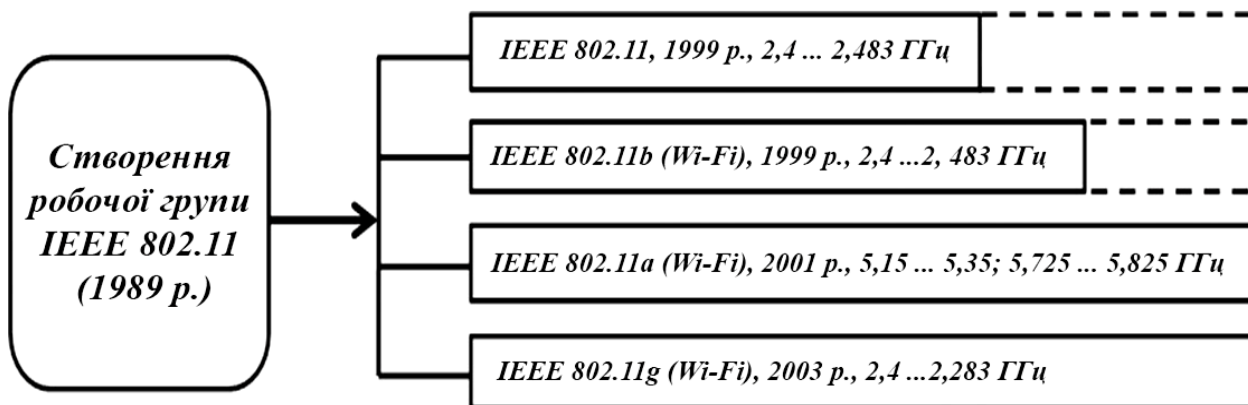 Створення
робочої групи
IEEE 802.11
(1989 р.)
IEEE 802.11, 1999 р., 2,4 ... 2,483 ГГц
IEEE 802.11b (Wi-Fi), 1999 р., 2,4 ...2, 483 ГГц
IEEE 802.11a (Wi-Fi), 2001 р., 5,15 ... 5,35; 5,725 ... 5,825 ГГц
IEEE 802.11g (Wi-Fi), 2003 р., 2,4 ...2,283 ГГц